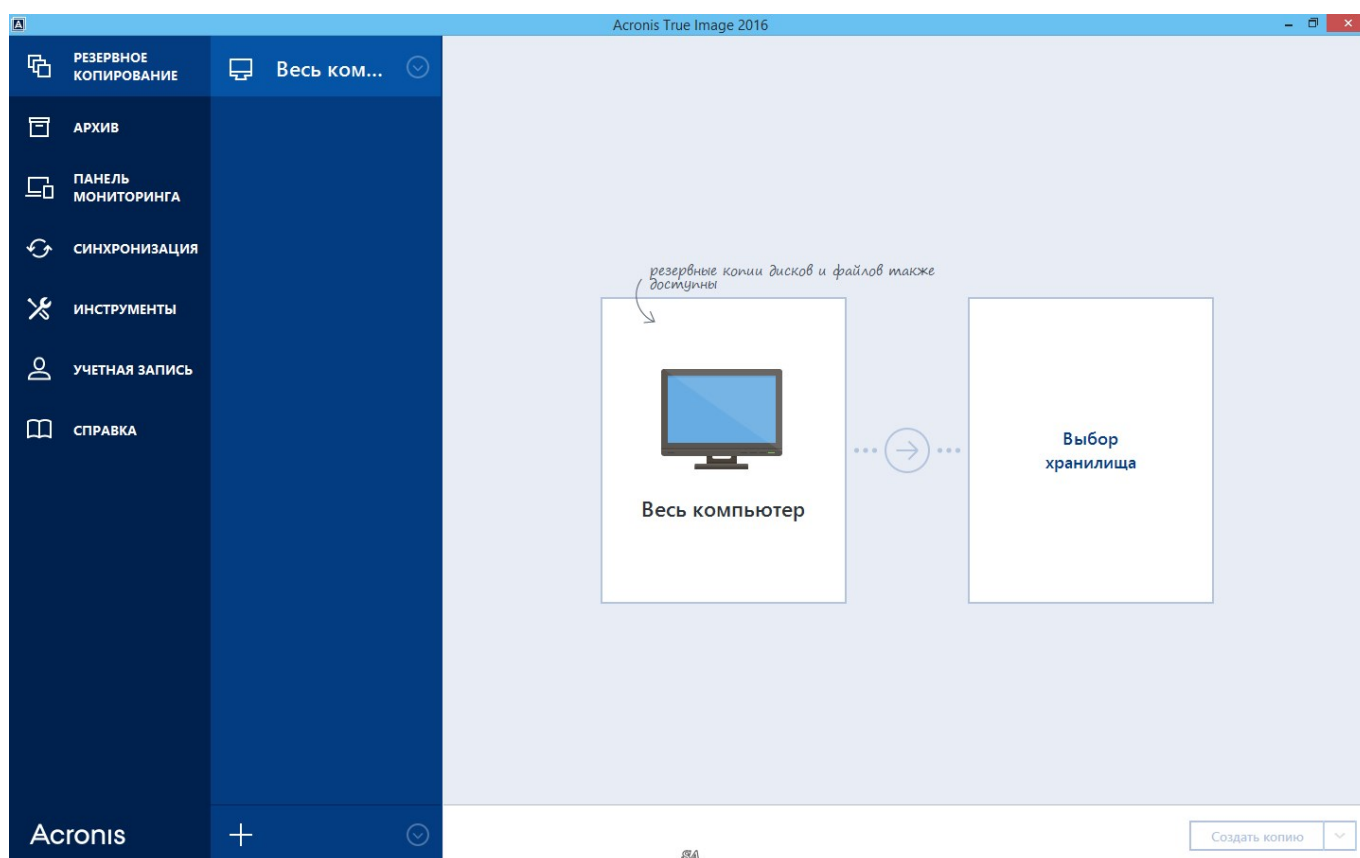 Acronis True Image 2016
РЕЗЕРВНОЕ
КОПИРОВАНИЕ
Весь ком...
АРХИВ
ПАНЕЛЬ
МОНИТОРИНГА
СИНХРОНИЗАЦИЯ
ИНСТРУМЕНТЫ
УЧЕТНАЯ ЗАПИСЬ
СПРАВКА
резервные копии дисков и файлов также
доступны
Весь компьютер
Выбор
хранилища
Acronis
Создать копию